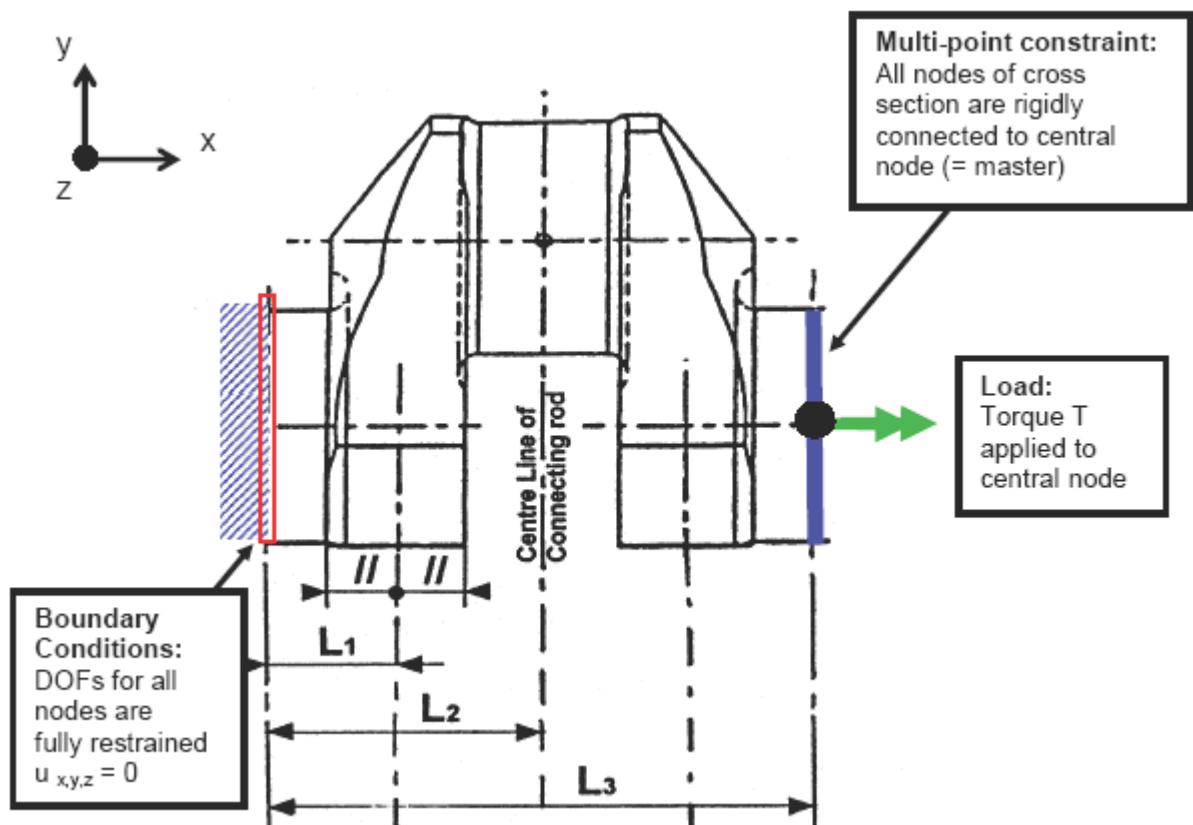 y
x
z
Multi-point constraint:
All nodes of cross
section are rigidly
connected to central
node (= master)
Load:
Torque T
applied to
central node
Centre Line of
Connecting rod
// //
Boundary
Conditions:
DOFs for all
nodes are
fully restrained
u x,y,z = 0
L1
L2
L3